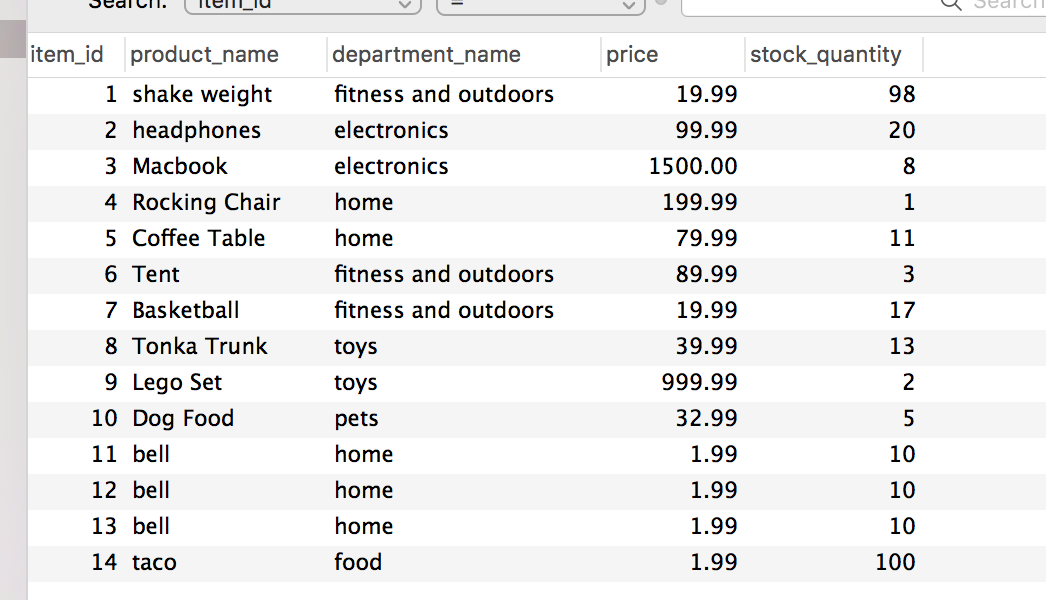 Search: item_id = Search
item_id product_name department_name price stock_quantity
1 shake weight fitness and outdoors 19.99 98
2 headphones electronics 99.99 20
3 Macbook electronics 1500.00 8
4 Rocking Chair home 199.99 1
5 Coffee Table home 79.99 11
6 Tent fitness and outdoors 89.99 3
7 Basketball fitness and outdoors 19.99 17
8 Tonka Trunk toys 39.99 13
9 Lego Set toys 999.99 2
10 Dog Food pets 32.99 5
11 bell home 1.99 10
12 bell home 1.99 10
13 bell home 1.99 10
14 taco food 1.99 100